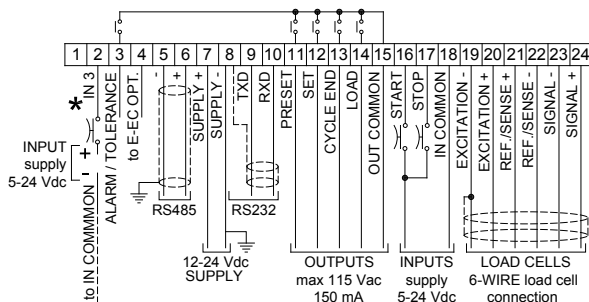 1 2 3 4 5 6 7 8 9 10 11 12 13 14 15 16 17 18 19 20 21 22 23 24
*
IN 3
ALARM / TOLERANCE
to E-EC OPT.
-
+
SUPPLY +
SUPPLY -
TXD
RXD
PRESET
SET
CYCLE END
LOAD
OUT COMMON
START
STOP
IN COMMON
EXCITATION -
EXCITATION +
REF./SENSE +
REF./SENSE -
SIGNAL -
SIGNAL +
INPUT
supply
5-24 Vdc
+
-
to IN COMMMON
RS485
RS232
12-24 Vdc
SUPPLY
OUTPUTS
max 115 Vac
150 mA
INPUTS
supply
5-24 Vdc
LOAD CELLS
6-WIRE load cell
connection